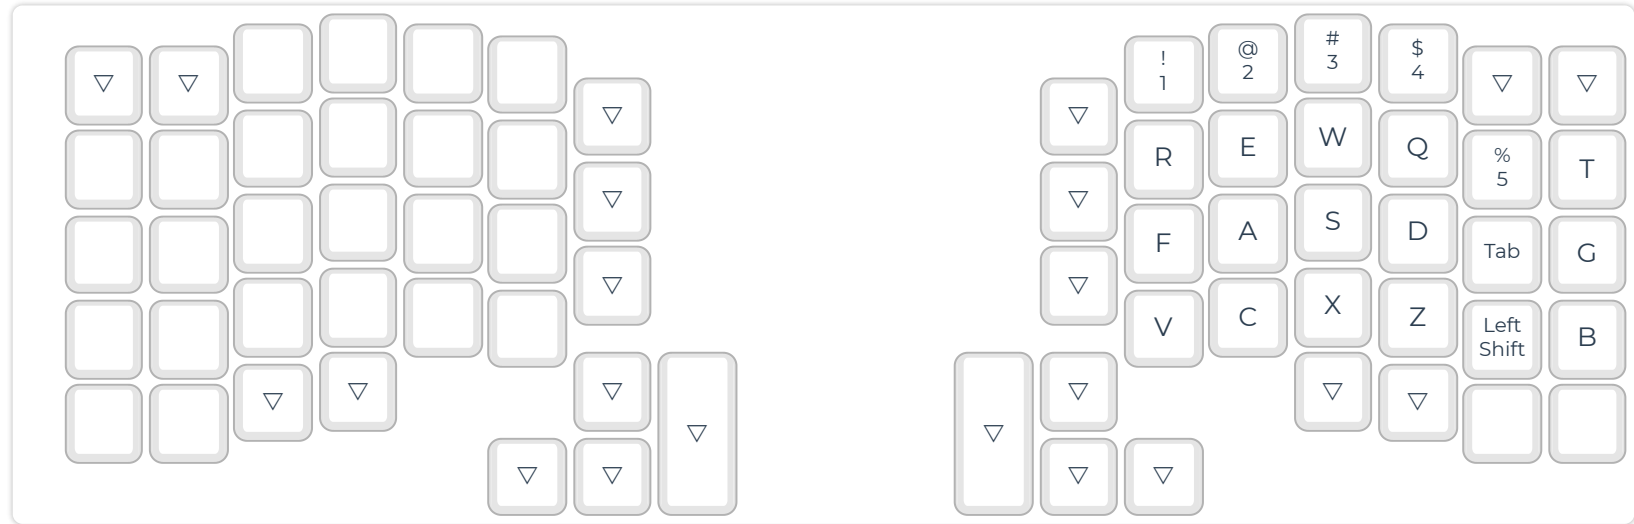 ▽ ▽ ! @ # $ ▽ ▽
▽ ▽ 1 2 3 4
R E W Q % T
5
▽ ▽
F A S D Tab G
▽ ▽
V C X Z Left B
Shift
▽ ▽ ▽ ▽ ▽ ▽
▽ ▽
▽ ▽ ▽ ▽